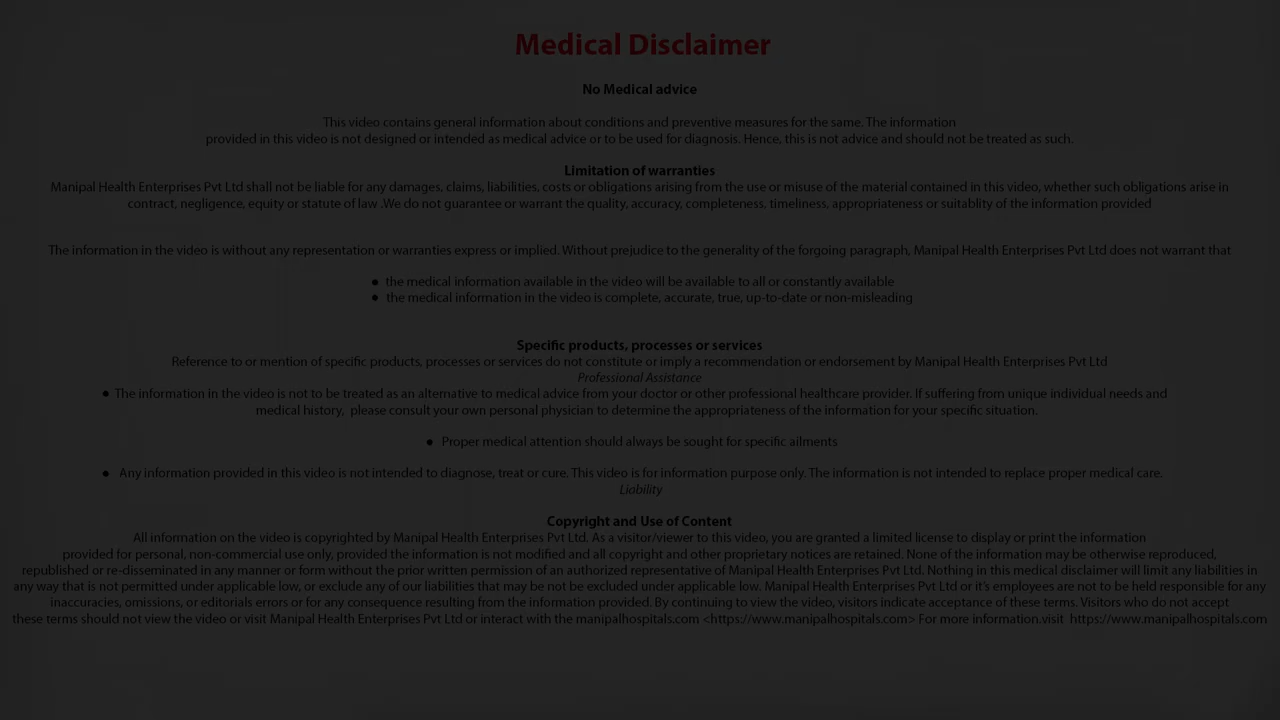 Medical Disclaimer
No Medical advice
This video contains general information about conditions and preventive measures for the same. The information
provided in this video is not designed or intended as medical advice or to be used for diagnosis. Hence, this is not advice and should not be treated as such.
Limitation of warranties
Manipal Health Enterprises Pvt Ltd shall not be liable for any damages, claims, liabilities, costs or obligations arising from the use or misuse of the material contained in this video, whether such obligations arise in
contract, negligence, equity or statute of law .We do not guarantee or warrant the quality, accuracy, completeness, timeliness, appropriateness or suitablity of the information provided
The information in the video is without any representation or warranties express or implied. Without prejudice to the generality of the forgoing paragraph, Manipal Health Enterprises Pvt Ltd does not warrant that
● the medical information available in the video will be available to all or constantly available
● the medical information in the video is complete, accurate, true, up-to-date or non-misleading
Specific products, processes or services
Reference to or mention of specific products, processes or services do not constitute or imply a recommendation or endorsement by Manipal Health Enterprises Pvt Ltd
Professional Assistance
● The information in the video is not to be treated as an alternative to medical advice from your doctor or other professional healthcare provider. If suffering from unique individual needs and
medical history, please consult your own personal physician to determine the appropriateness of the information for your specific situation.
● Proper medical attention should always be sought for specific ailments
● Any information provided in this video is not intended to diagnose, treat or cure. This video is for information purpose only. The information is not intended to replace proper medical care.
Liability
Copyright and Use of Content
All information on the video is copyrighted by Manipal Health Enterprises Pvt Ltd. As a visitor/viewer to this video, you are granted a limited license to display or print the information
provided for personal, non-commercial use only, provided the information is not modified and all copyright and other proprietary notices are retained. None of the information may be otherwise reproduced,
republished or re-disseminated in any manner or form without the prior written permission of an authorized representative of Manipal Health Enterprises Pvt Ltd. Nothing in this medical disclaimer will limit any liabilities in
any way that is not permitted under applicable low, or exclude any of our liabilities that may be not be excluded under applicable low. Manipal Health Enterprises Pvt Ltd or it's employees are not to be held responsible for any
inaccuracies, omissions, or editorials errors or for any consequence resulting from the information provided. By continuing to view the video, visitors indicate acceptance of these terms. Visitors who do not accept
these terms should not view the video or visit Manipal Health Enterprises Pvt Ltd or interact with the manipalhospitals.com <https://www.manipalhospitals.com> For more information.visit https://www.manipalhospitals.com